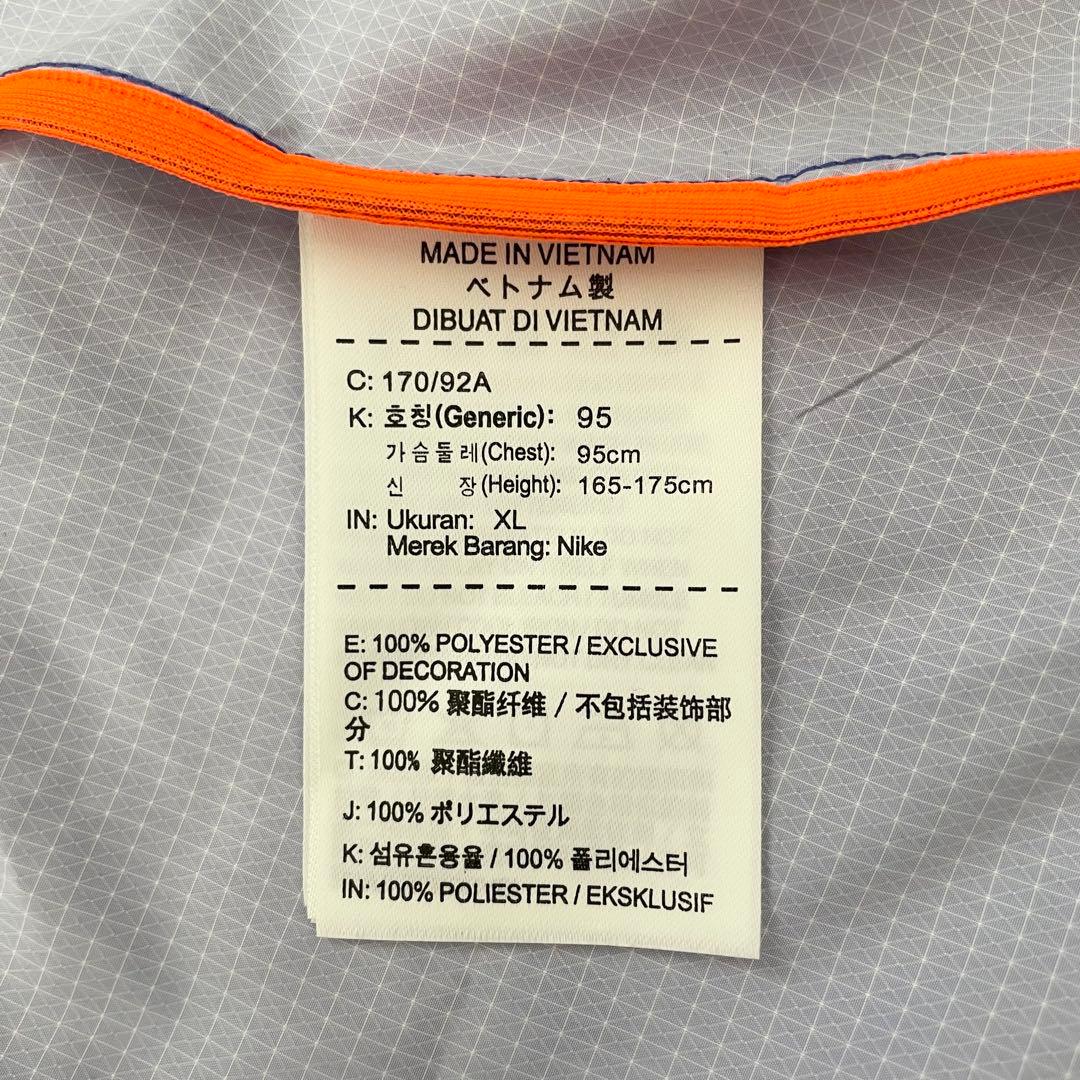 MADE IN VIETNAM
ベトナム製
DIBUAT DI VIETNAM
C: 170/92A
K: 호칭(Generic): 95
가슴둘레(Chest): 95cm
신 장(Height): 165-175cm
IN: Ukuran: XL
Merek Barang: Nike
E: 100% POLYESTER / EXCLUSIVE
OF DECORATION
C: 100% 聚酯纤维 / 不包括装饰部
分
T: 100% 聚酯纖維
J: 100% ポリエステル
K: 섬유혼용율 / 100% 폴리에스터
IN: 100% POLIESTER / EKSKLUSIF